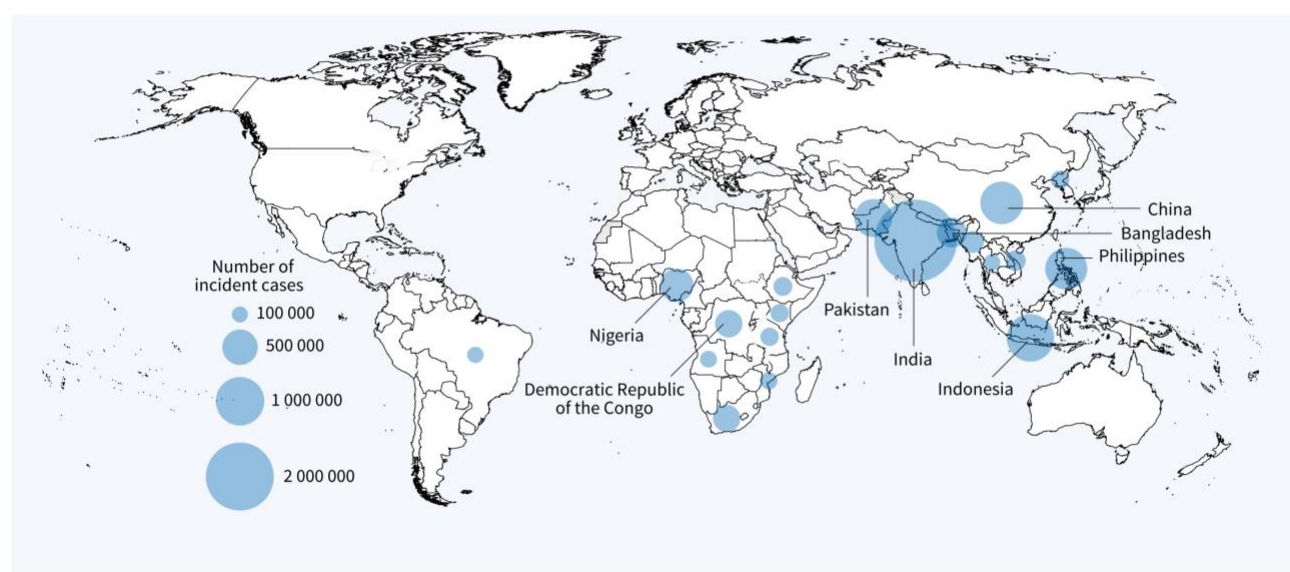 Number of
incident cases
100 000
500 000
1 000 000
2 000 000
China
Bangladesh
Philippines
Pakistan
Nigeria
India
Democratic Republic
of the Congo
Indonesia